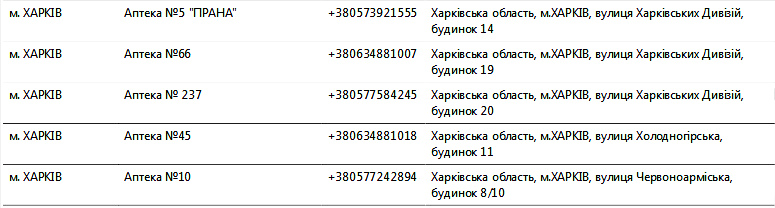 м. ХАРКІВ Аптека №5 "ПРАНА" +380573921555 Харківська область, м.ХАРКІВ, вулиця Харківських Дивізій,
будинок 14
м. ХАРКІВ Аптека №66 +380634881007 Харківська область, м.ХАРКІВ, вулиця Харківських Дивізій,
будинок 19
м. ХАРКІВ Аптека № 237 +380577584245 Харківська область, м.ХАРКІВ, вулиця Харківських Дивізій,
будинок 20
м. ХАРКІВ Аптека №45 +380634881018 Харківська область, м.ХАРКІВ, вулиця Холодногірська,
будинок 11
м. ХАРКІВ Аптека №10 +380577242894 Харківська область, м.ХАРКІВ, вулиця Червоноармійська,
будинок 8/10